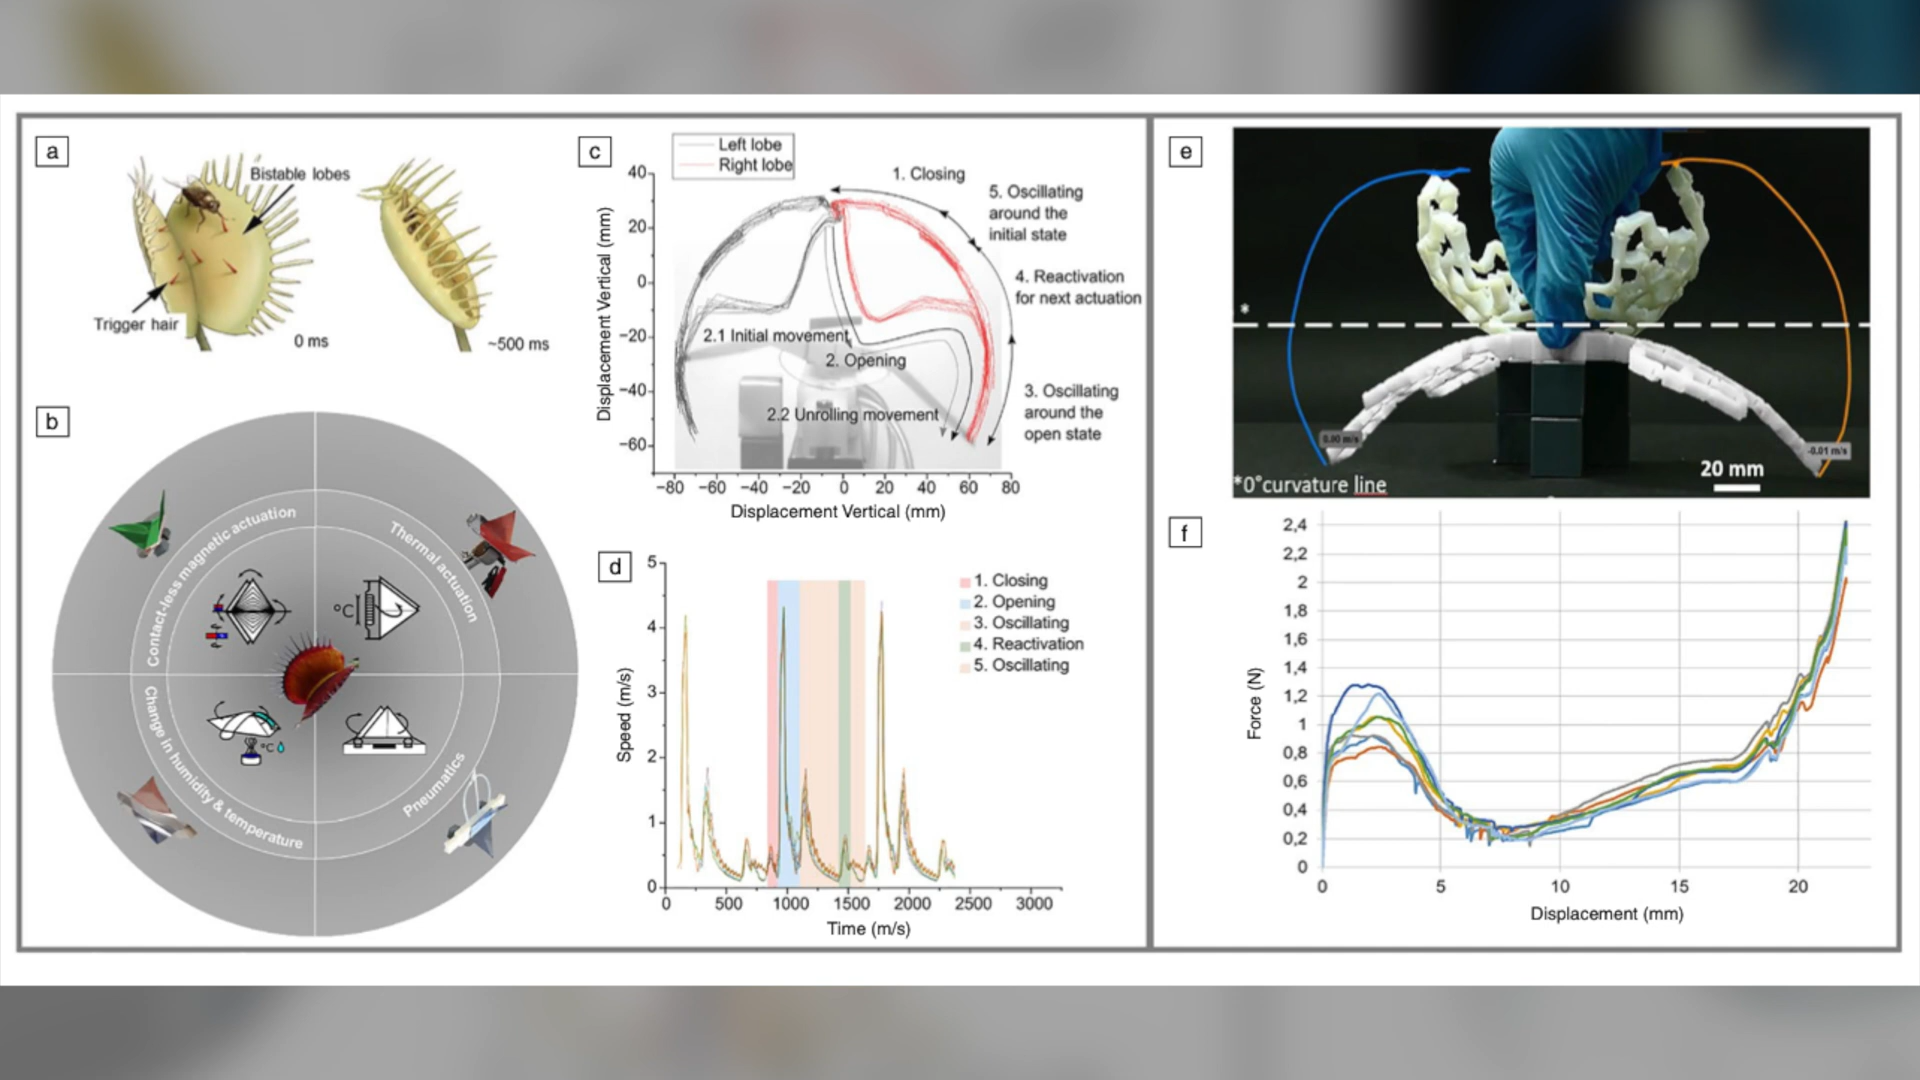 a
Bistable lobes
Trigger hair
0 ms
~500 ms
b
Contact-less magnetic actuation
Thermal actuation
°C
°C
Change in humidity & temperature
Pneumatics
c
Left lobe
Right lobe
1. Closing
5. Oscillating
around the
initial state
4. Reactivation
for next actuation
2.1 Initial movement
2. Opening
2.2 Unrolling movement
3. Oscillating
around the
open state
Displacement Vertical (mm)
40
20
0
−20
−40
−60
−80 −60 −40 −20 0 20 40 60 80
Displacement Vertical (mm)
d
Speed (m/s)
5
4
3
2
1
0
0 500 1000 1500 2000 2500 3000
Time (m/s)
1. Closing
2. Opening
3. Oscillating
4. Reactivation
5. Oscillating
e
*
0.00 m/s
-0.01 m/s
20 mm
*0°curvature line
f
Force (N)
2,4
2,2
2
1,8
1,6
1,4
1,2
1
0,8
0,6
0,4
0,2
0
0 5 10 15 20
Displacement (mm)